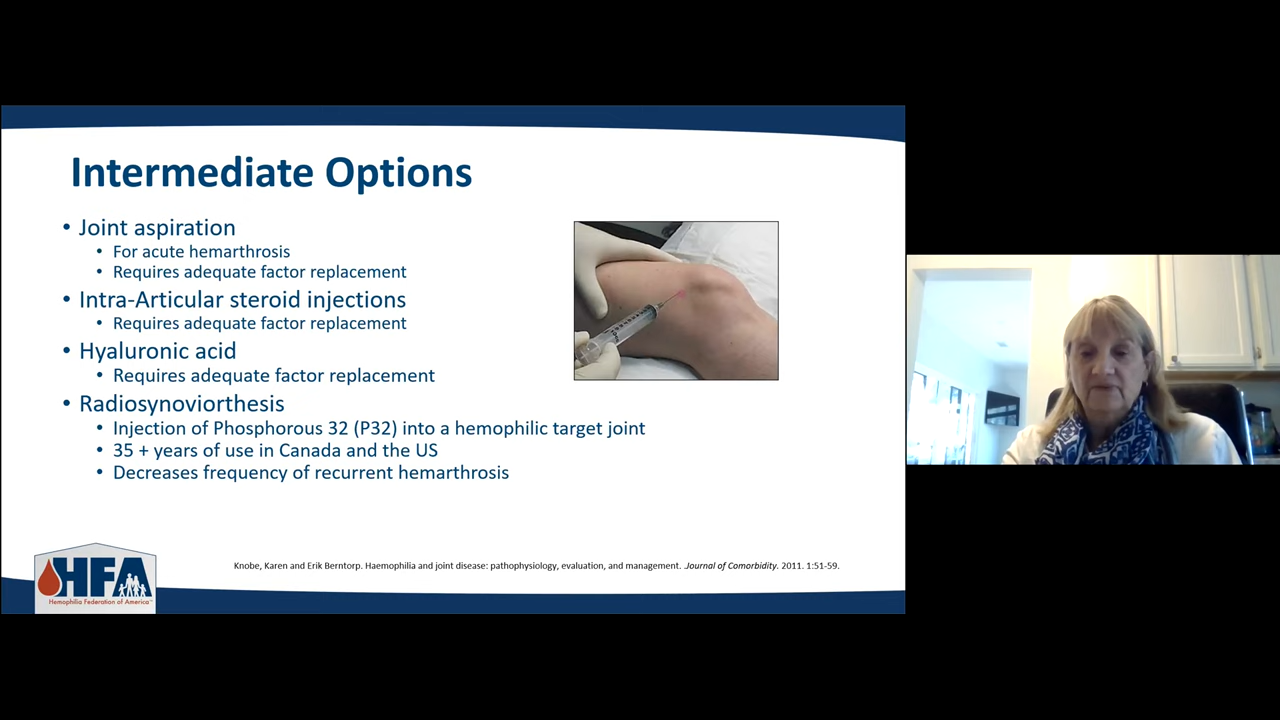 Intermediate Options
• Joint aspiration
• For acute hemarthrosis
• Requires adequate factor replacement
• Intra-Articular steroid injections
• Requires adequate factor replacement
• Hyaluronic acid
• Requires adequate factor replacement
• Radiosynoviorthesis
• Injection of Phosphorous 32 (P32) into a hemophilic target joint
• 35 + years of use in Canada and the US
• Decreases frequency of recurrent hemarthrosis
Knobe, Karen and Erik Berntorp. Haemophilia and joint disease: pathophysiology, evaluation, and management. .Journal of Comorbidity. 2011. 1:51-59.
HFA
Hemophilia Federation of America